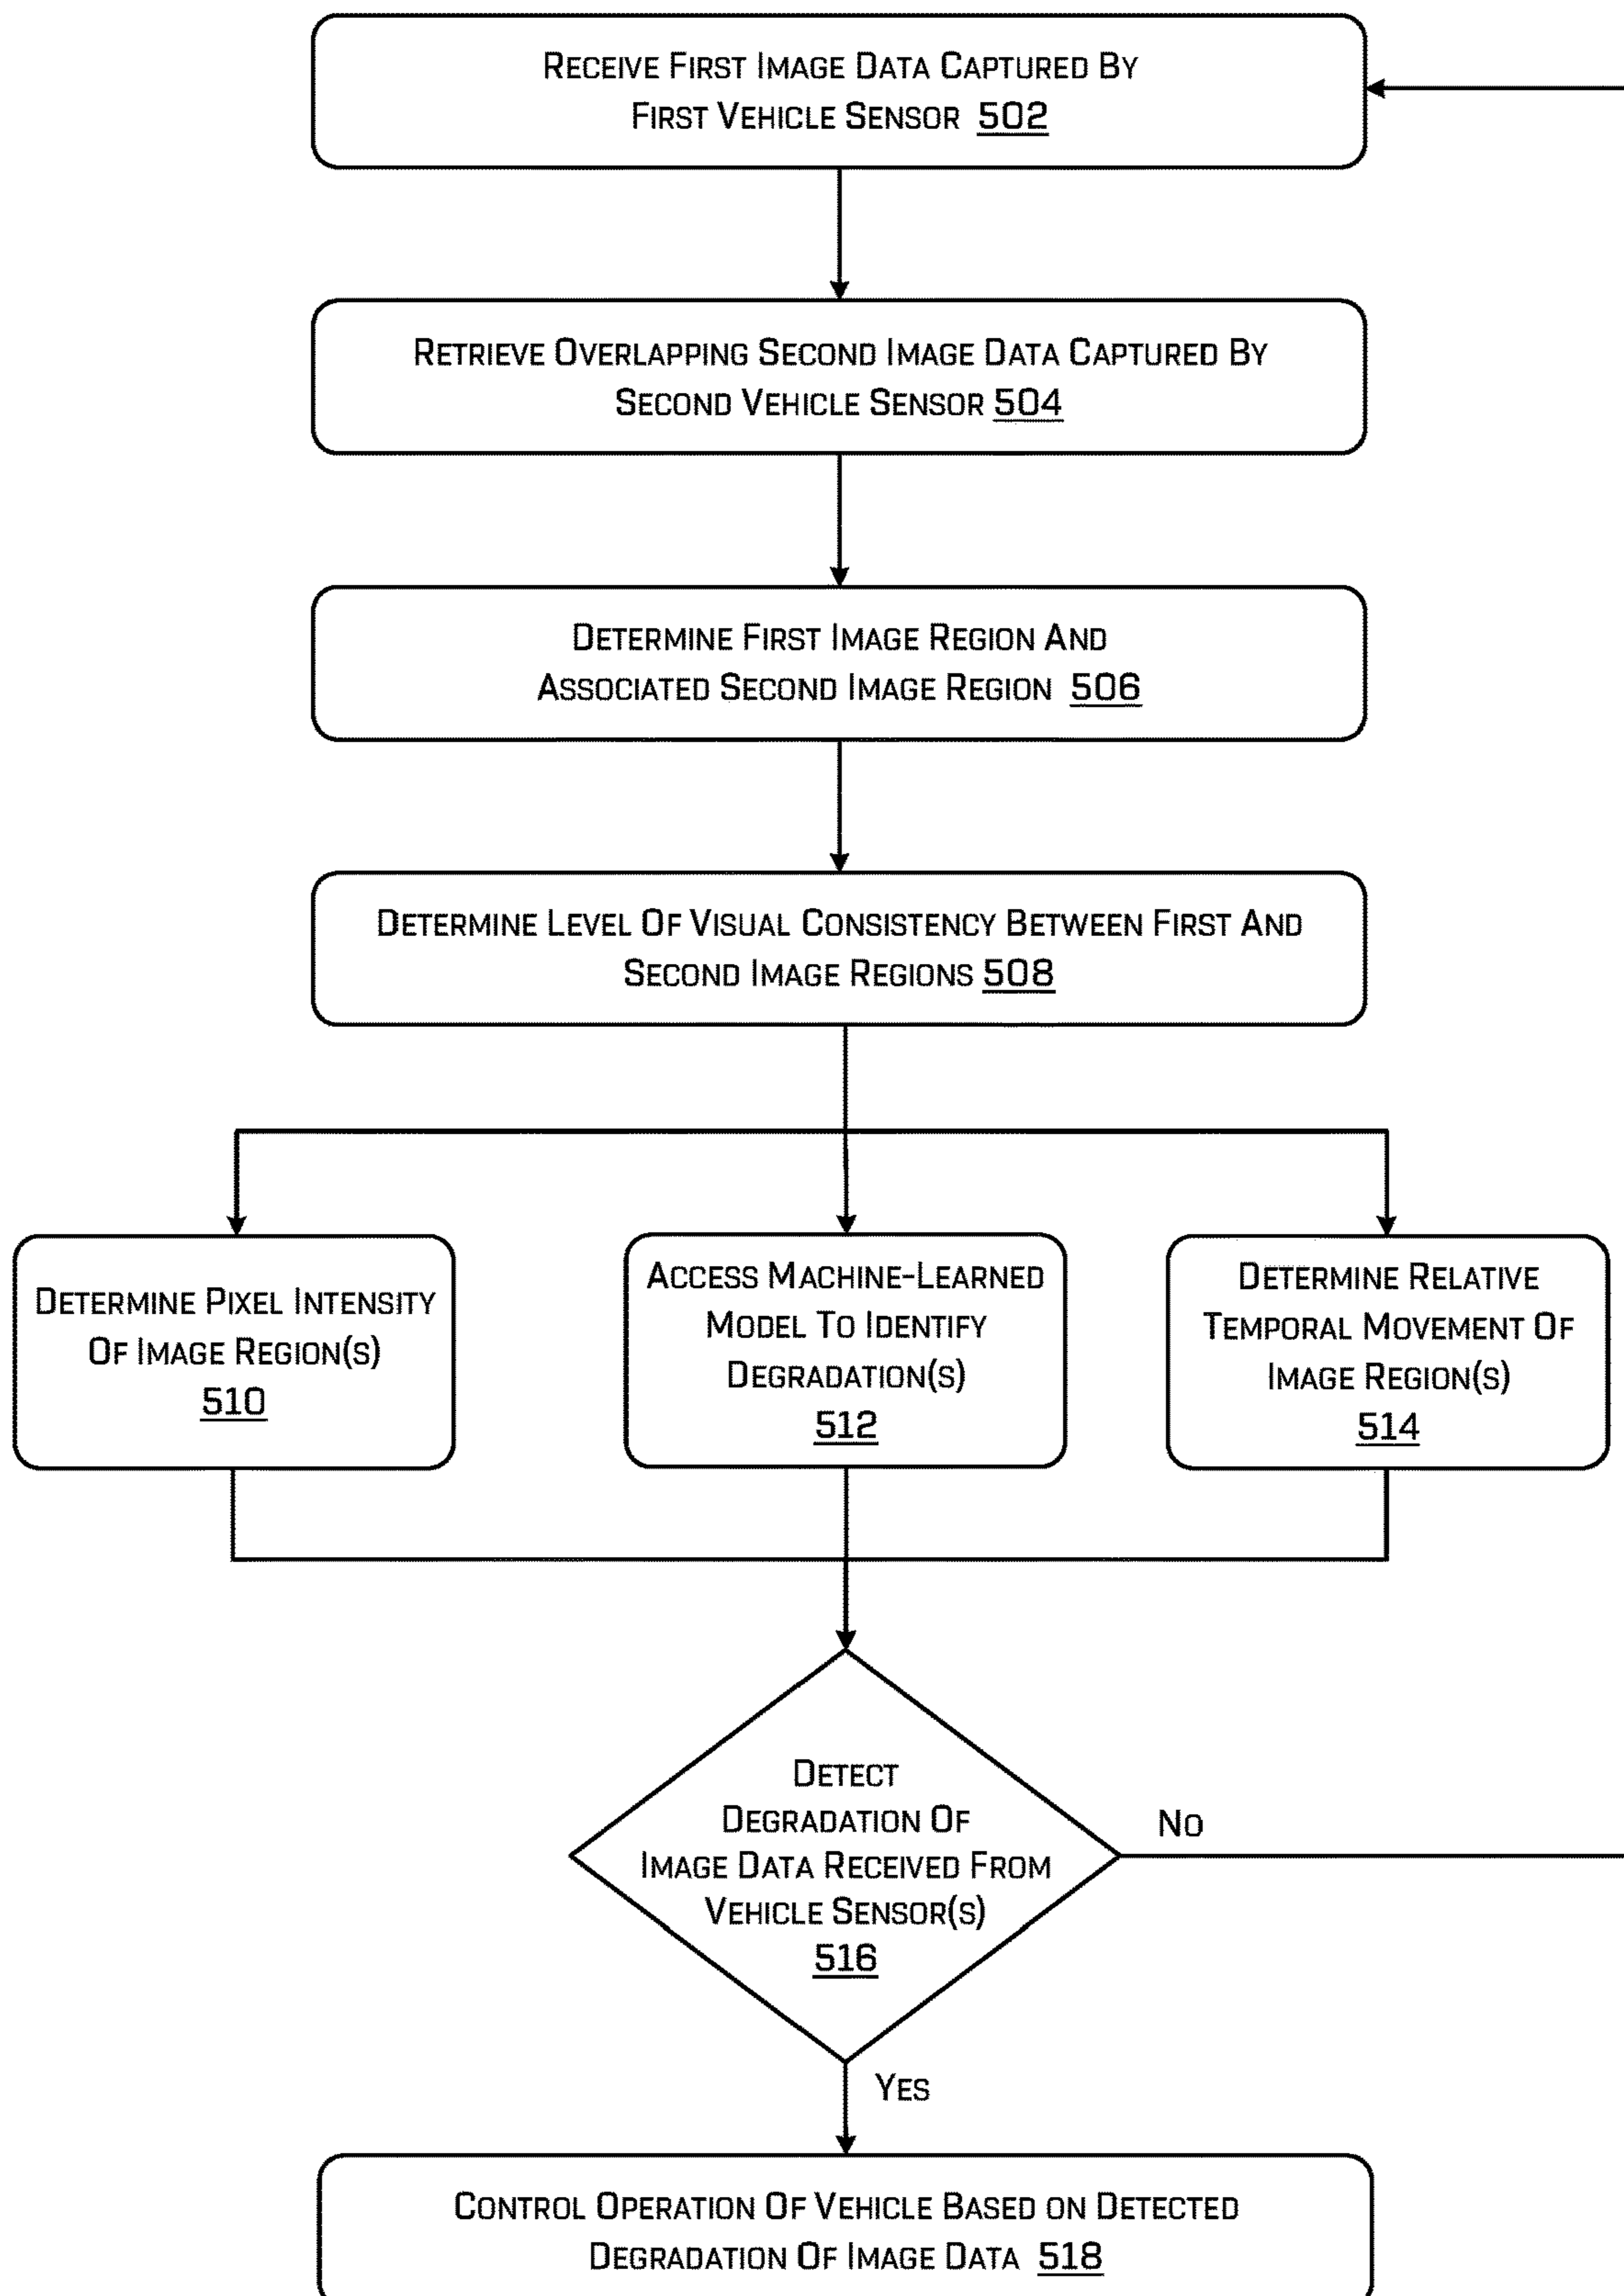 RECEIVE FIRST IMAGE DATA CAPTURED BY
FIRST VEHICLE SENSOR 502
RETRIEVE OVERLAPPING SECOND IMAGE DATA CAPTURED BY
SECOND VEHICLE SENSOR 504
DETERMINE FIRST IMAGE REGION AND
ASSOCIATED SECOND IMAGE REGION 506
DETERMINE LEVEL OF VISUAL CONSISTENCY BETWEEN FIRST AND
SECOND IMAGE REGIONS 508
DETERMINE PIXEL INTENSITY
OF IMAGE REGION(S)
510
ACCESS MACHINE-LEARNED
MODEL TO IDENTIFY
DEGRADATION(S)
512
DETERMINE RELATIVE
TEMPORAL MOVEMENT OF
IMAGE REGION(S)
514
DETECT
DEGRADATION OF
IMAGE DATA RECEIVED FROM
VEHICLE SENSOR(S)
516
NO
YES
CONTROL OPERATION OF VEHICLE BASED ON DETECTED
DEGRADATION OF IMAGE DATA 518